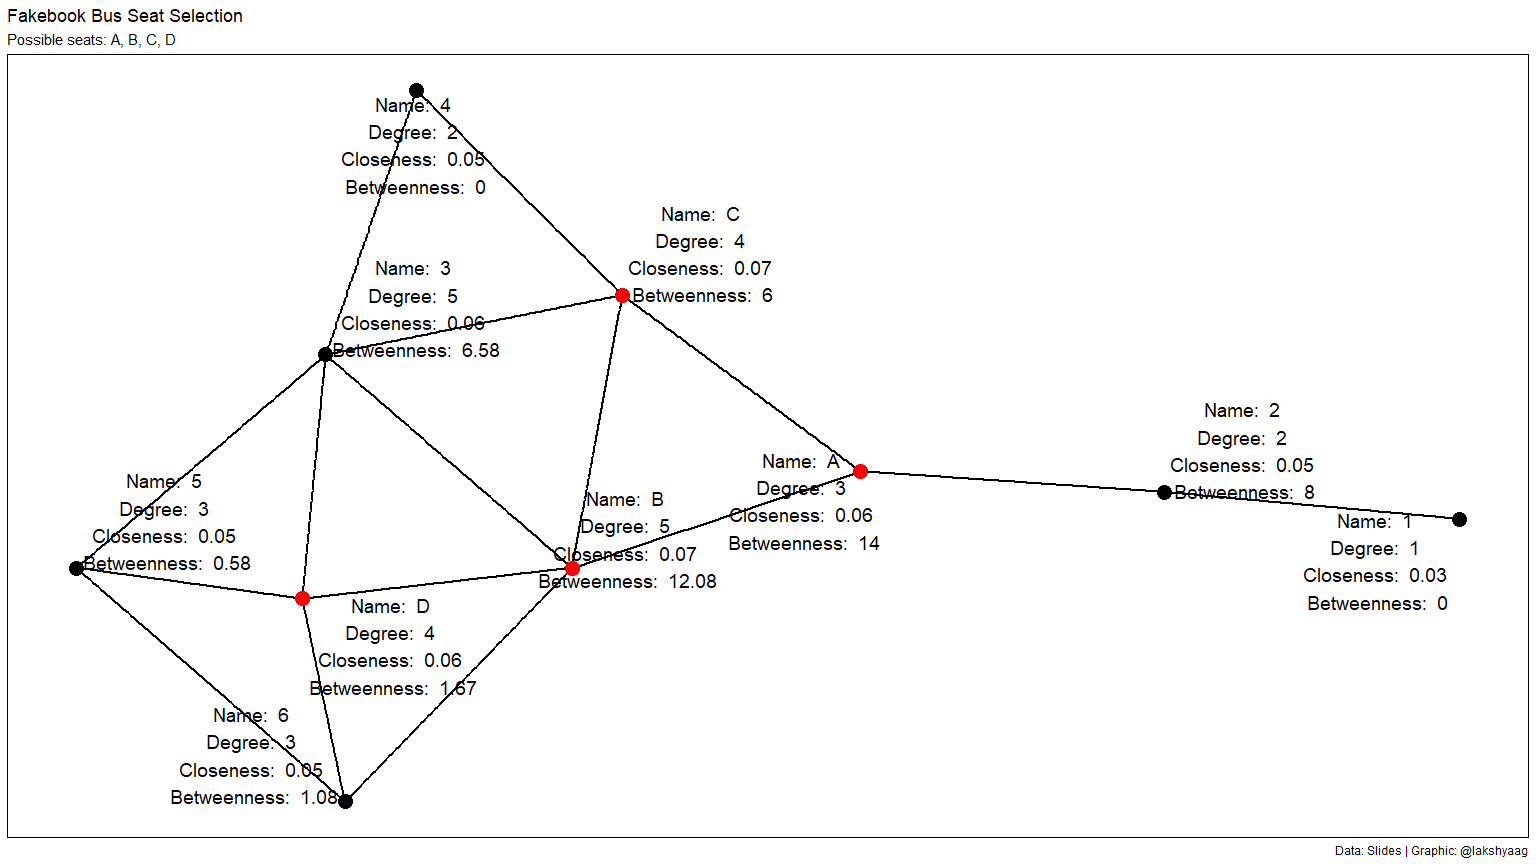 Fakebook Bus Seat Selection
Possible seats: A, B, C, D
Name: 4
Degree: 2
Closeness: 0.05
Betweenness: 0
Name: C
Degree: 4
Closeness: 0.07
Betweenness: 6
Name: 3
Degree: 5
Closeness: 0.06
Betweenness: 6.58
Name: 2
Degree: 2
Closeness: 0.05
Betweenness: 8
Name: A
Degree: 3
Closeness: 0.06
Betweenness: 14
Name: 5
Degree: 3
Closeness: 0.05
Betweenness: 0.58
Name: B
Degree: 5
Closeness: 0.07
Betweenness: 12.08
Name: 1
Degree: 1
Closeness: 0.03
Betweenness: 0
Name: D
Degree: 4
Closeness: 0.06
Betweenness: 1.67
Name: 6
Degree: 3
Closeness: 0.05
Betweenness: 1.08
Data: Slides | Graphic: @lakshyaag